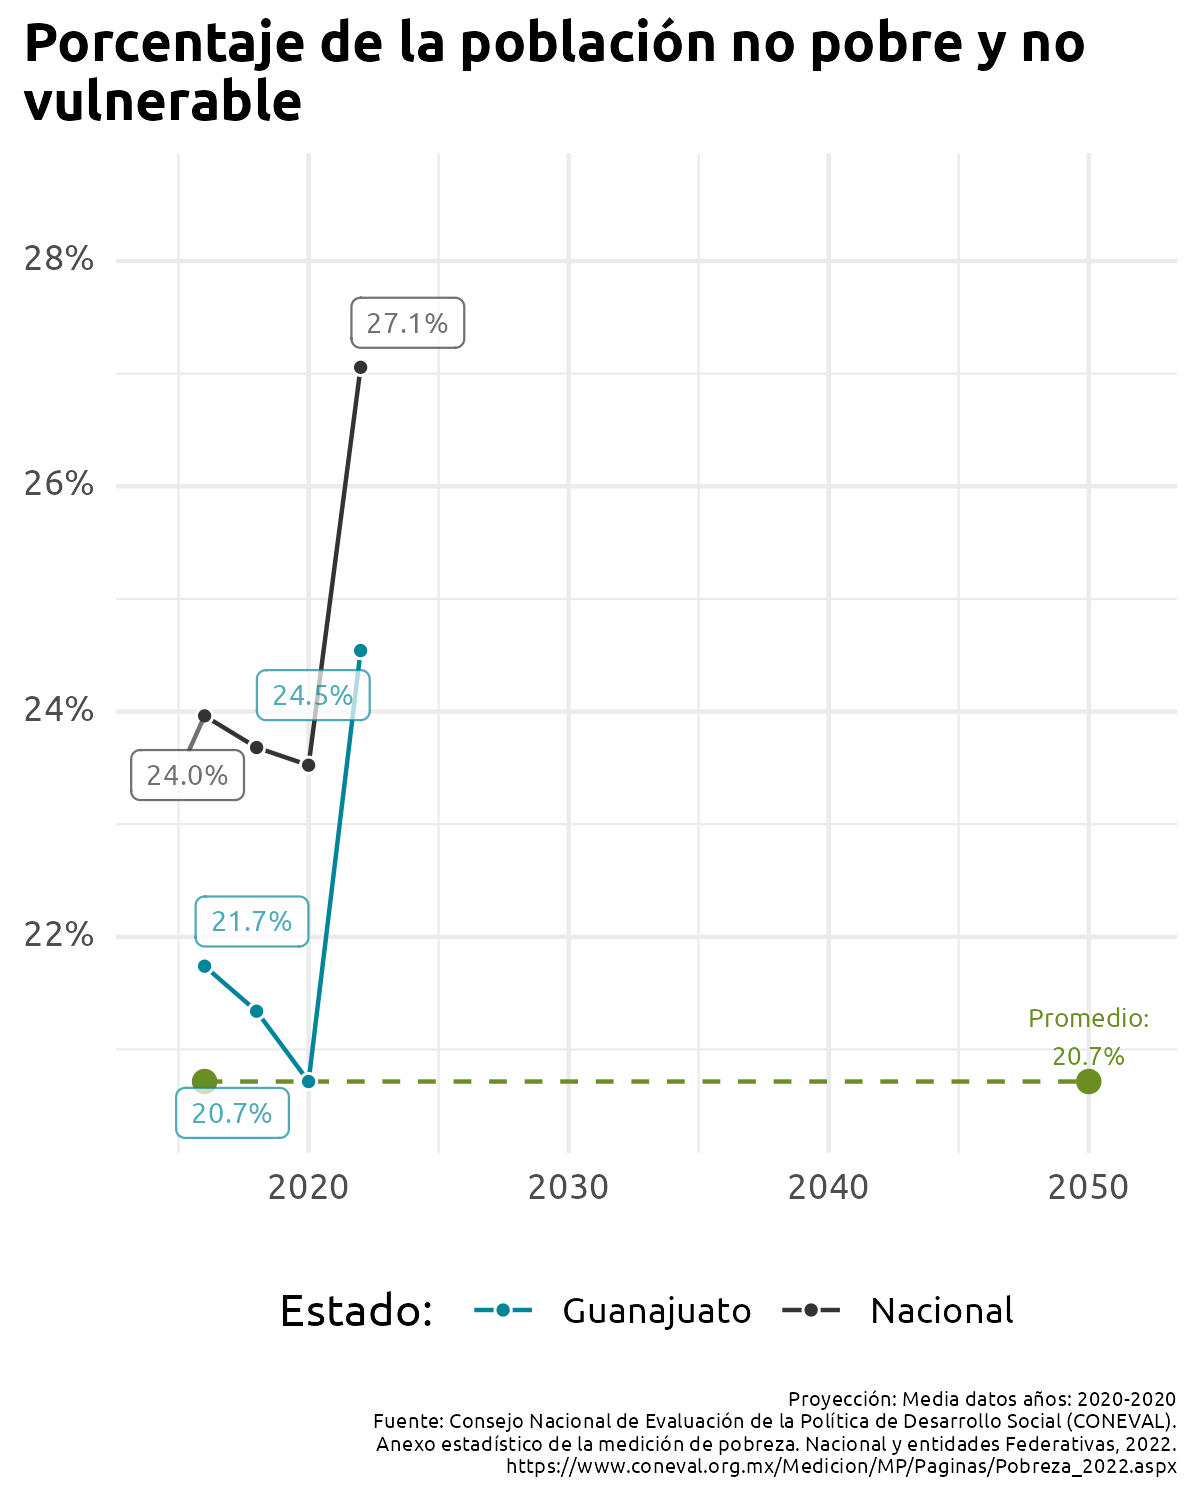 Porcentaje de la población no pobre y no
vulnerable
28%
27.1%
26%
24.5%
24%
24.0%
21.7%
22%
Promedio:
20.7%
20.7%
2020
2030
2040
2050
Estado:
Guanajuato
Nacional
Proyección: Media datos años: 2020-2020
Fuente: Consejo Nacional de Evaluación de la Política de Desarrollo Social (CONEVAL).
Anexo estadístico de la medición de pobreza. Nacional y entidades Federativas, 2022.
https://www.coneval.org.mx/Medicion/MP/Paginas/Pobreza_2022.aspx